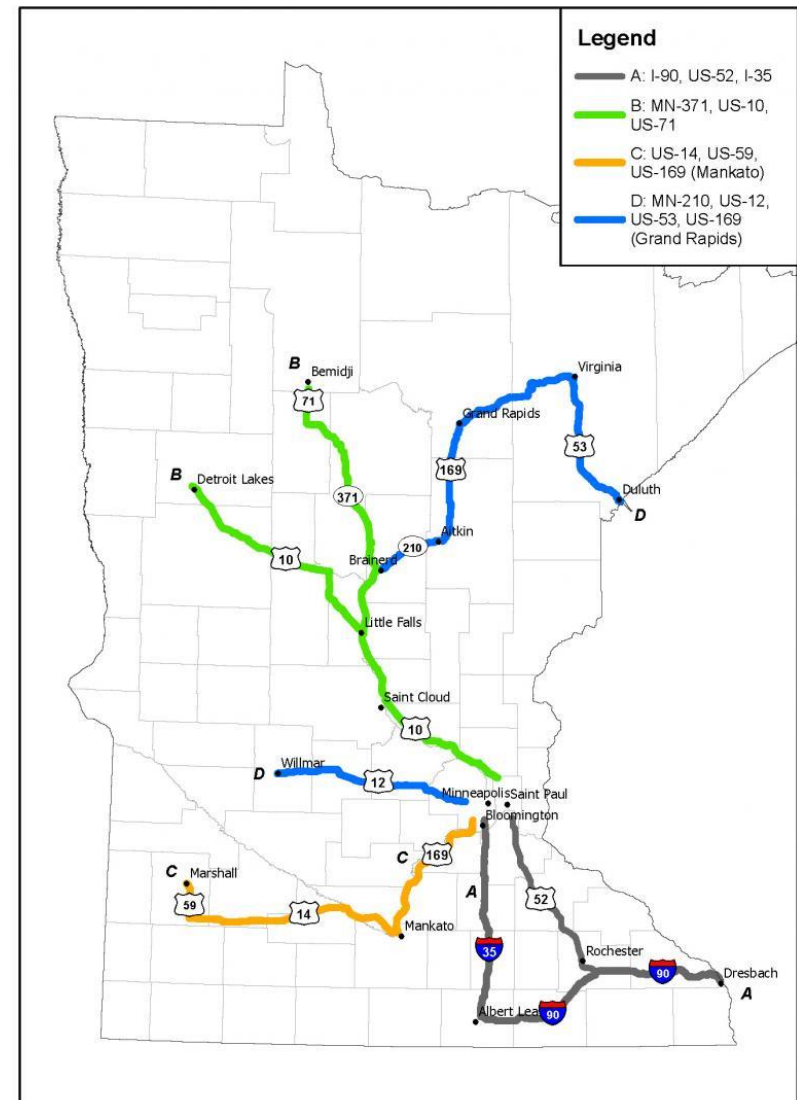 Legend
A: I-90, US-52, I-35
B: MN-371, US-10,
US-71
C: US-14, US-59,
US-169 (Mankato)
D: MN-210, US-12,
US-53, US-169
(Grand Rapids)
B
Bemidji
71
Virginia
Grand Rapids
53
169
B
Detroit Lakes
371
Duluth
D
Aitkin
210
10
Brainerd
Little Falls
Saint Cloud
10
Willmar
D
12
Minneapolis
Saint Paul
Bloomington
C
169
C
Marshall
59
14
A
52
Mankato
35
Rochester
90
Dresbach
A
Albert Lea
90